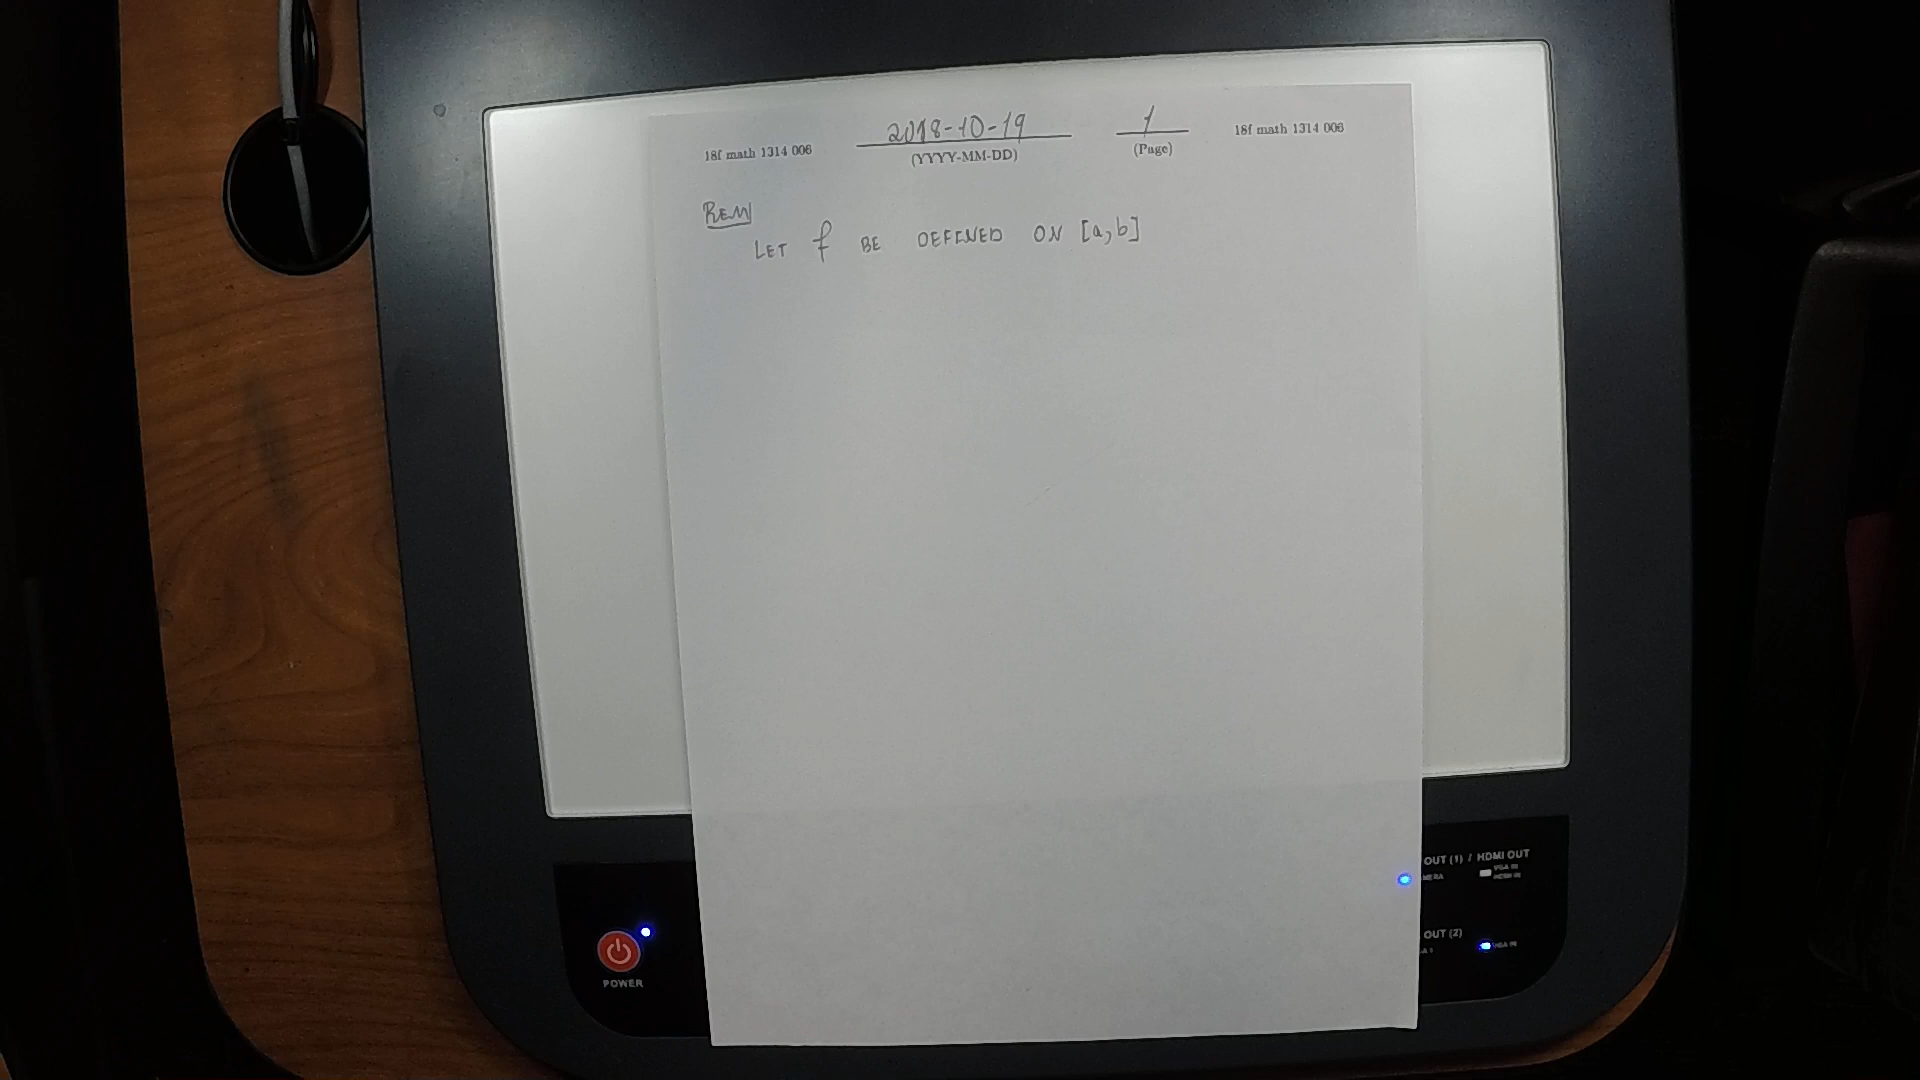 2018-10-19 1
18f math 1314 006 (YYYY-MM-DD) (Page) 18f math 1314 006
REM
LET f BE DEFINED ON [a,b]
OUT (1) / HDMI OUT
OUT (2)
POWER